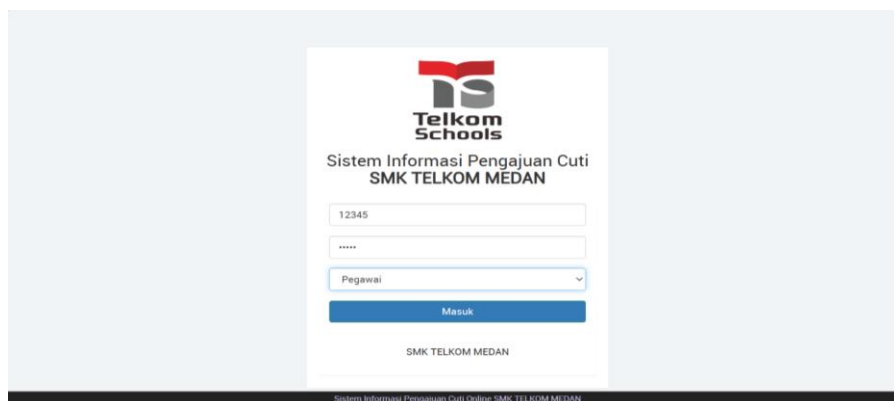 Telkom
Schools
Sistem Informasi Pengajuan Cuti
SMK TELKOM MEDAN
12345
•••••
Pegawai
Masuk
SMK TELKOM MEDAN
Sistem Informasi Pengajuan Cuti Online SMK TELKOM MEDAN